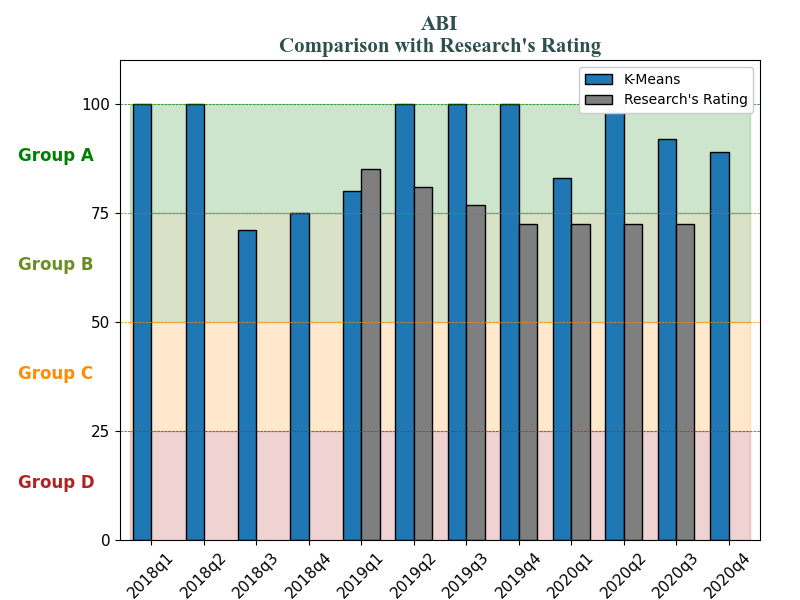 ABI
Comparison with Research's Rating
K-Means
Research's Rating
100
Group A
75
Group B
50
Group C
25
Group D
0
2018q1 2018q2 2018q3 2018q4 2019q1 2019q2 2019q3 2019q4 2020q1 2020q2 2020q3 2020q4